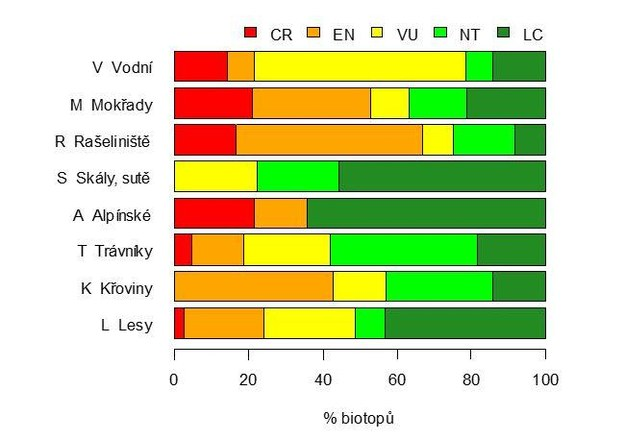 CR EN VU NT LC
V Vodní
M Mokřady
R Rašeliniště
S Skály, sutě
A Alpínské
T Trávníky
K Křoviny
L Lesy
0 20 40 60 80 100
% biotopů